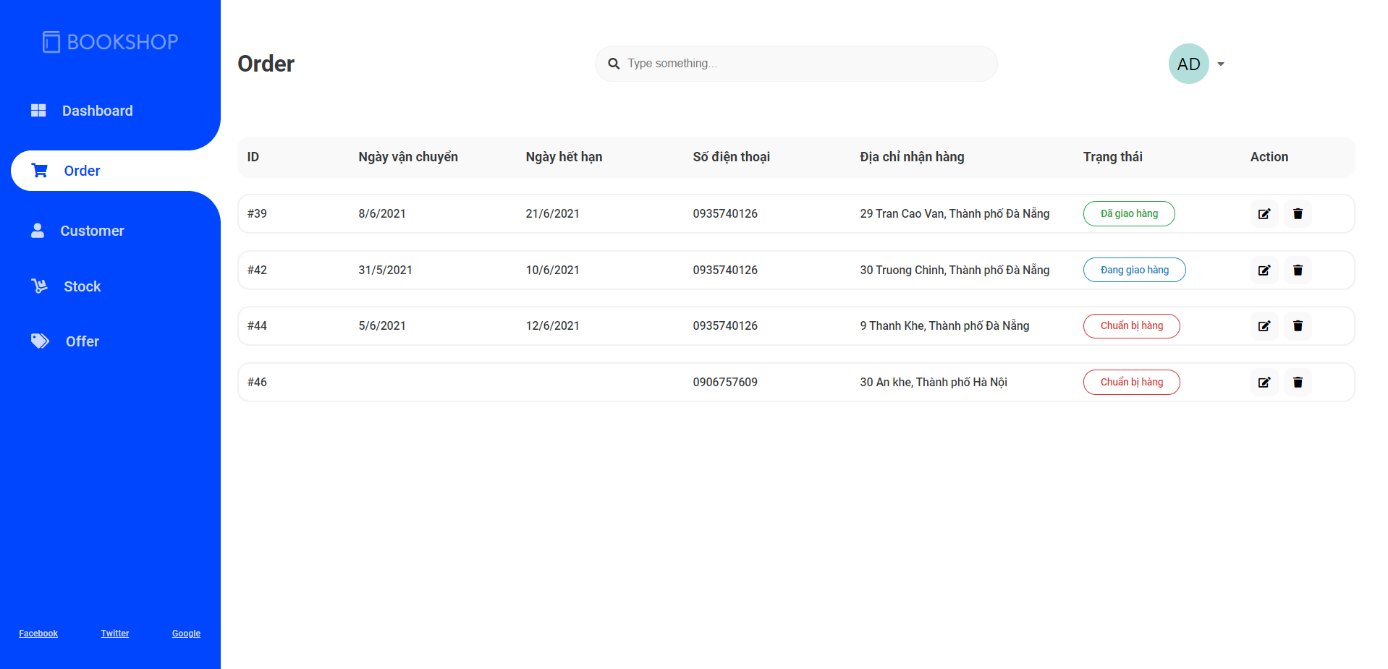 BOOKSHOP
Dashboard
Order
Customer
Stock
Offer
Facebook Twitter Google
Order
Type something...
AD
ID Ngày vận chuyển Ngày hết hạn Số điện thoại Địa chỉ nhận hàng Trạng thái Action
#39 8/6/2021 21/6/2021 0935740126 29 Tran Cao Van, Thành phố Đà Nẵng Đã giao hàng
#42 31/5/2021 10/6/2021 0935740126 30 Truong Chinh, Thành phố Đà Nẵng Đang giao hàng
#44 5/6/2021 12/6/2021 0935740126 9 Thanh Khe, Thành phố Đà Nẵng Chuẩn bị hàng
#46 0906757609 30 An khe, Thành phố Hà Nội Chuẩn bị hàng